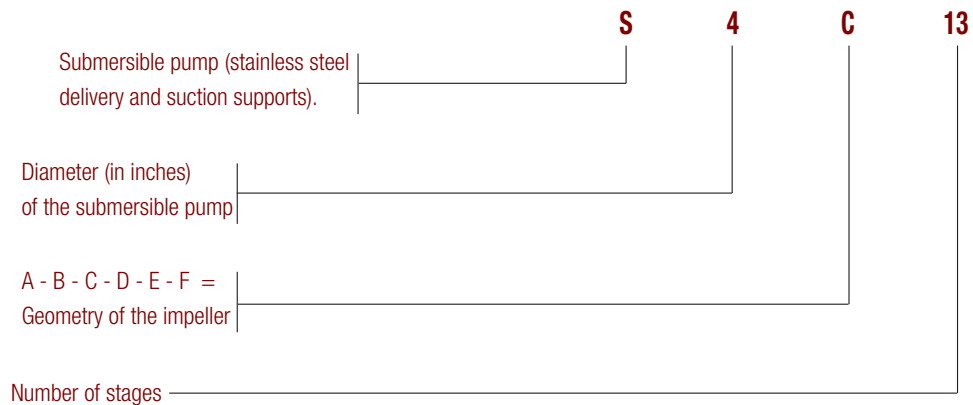 S 4 C 13
Submersible pump (stainless steel
delivery and suction supports).
Diameter (in inches)
of the submersible pump
A - B - C - D - E - F =
Geometry of the impeller
Number of stages